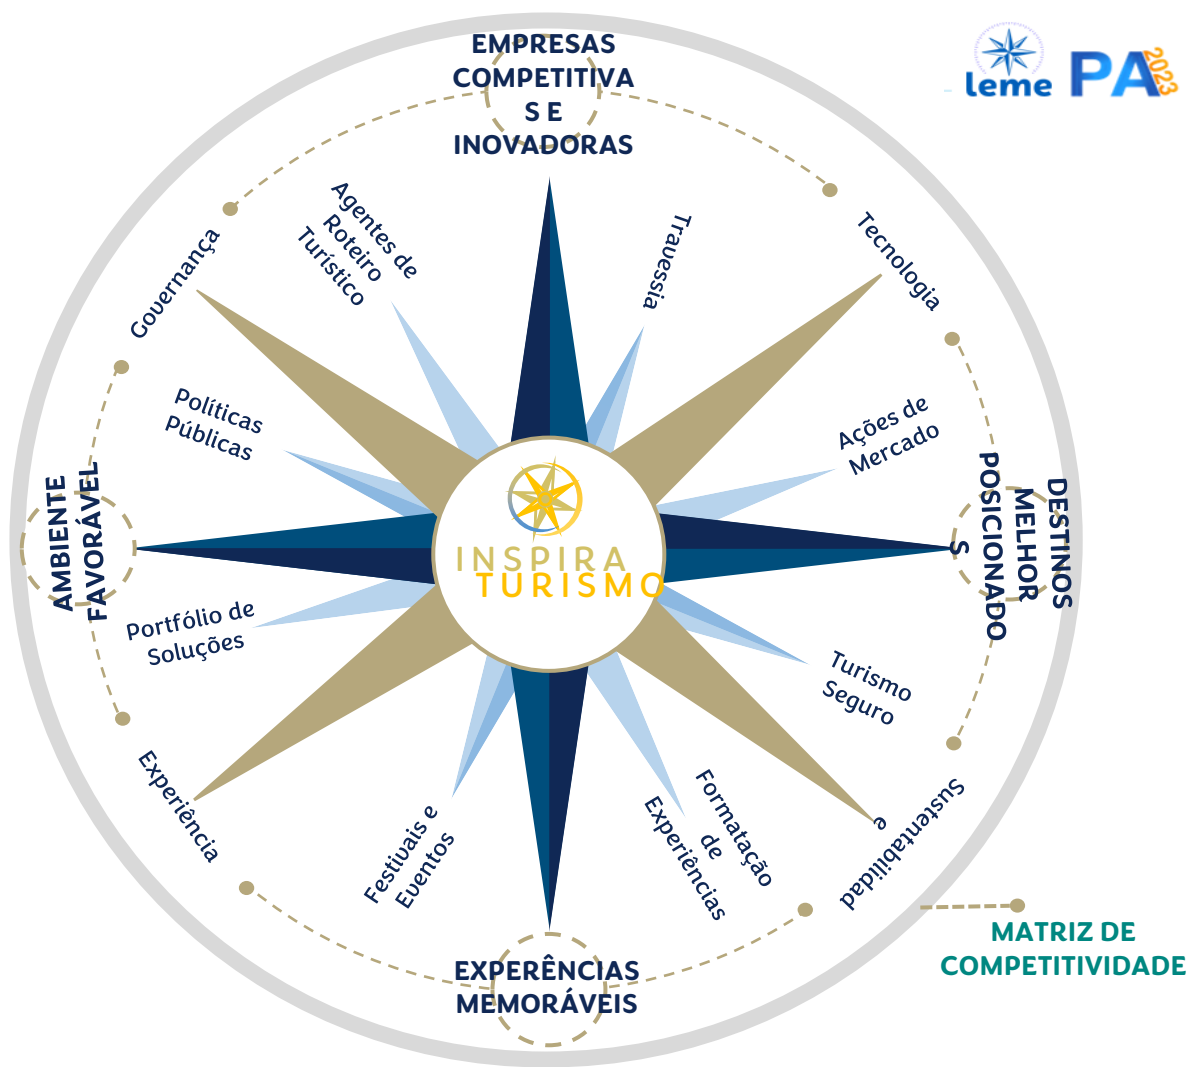 EMPRESAS
COMPETITIVA
S E
INOVADORAS
leme PA 2023
Agentes de
Roteiro
Turístico
Travessia
Governança
Tecnologia
Políticas
Públicas
Ações de
Mercado
AMBIENTE
FAVORÁVEL
DESTINOS
MELHOR
POSICIONADO
S
INSPIRA
TURISMO
Portfólio de
Soluções
Turismo
Seguro
Experiência
Festivais e
Eventos
Formatação
de
Experiências
Sustentabilidad
e
EXPERÊNCIAS
MEMORÁVEIS
MATRIZ DE
COMPETITIVIDADE